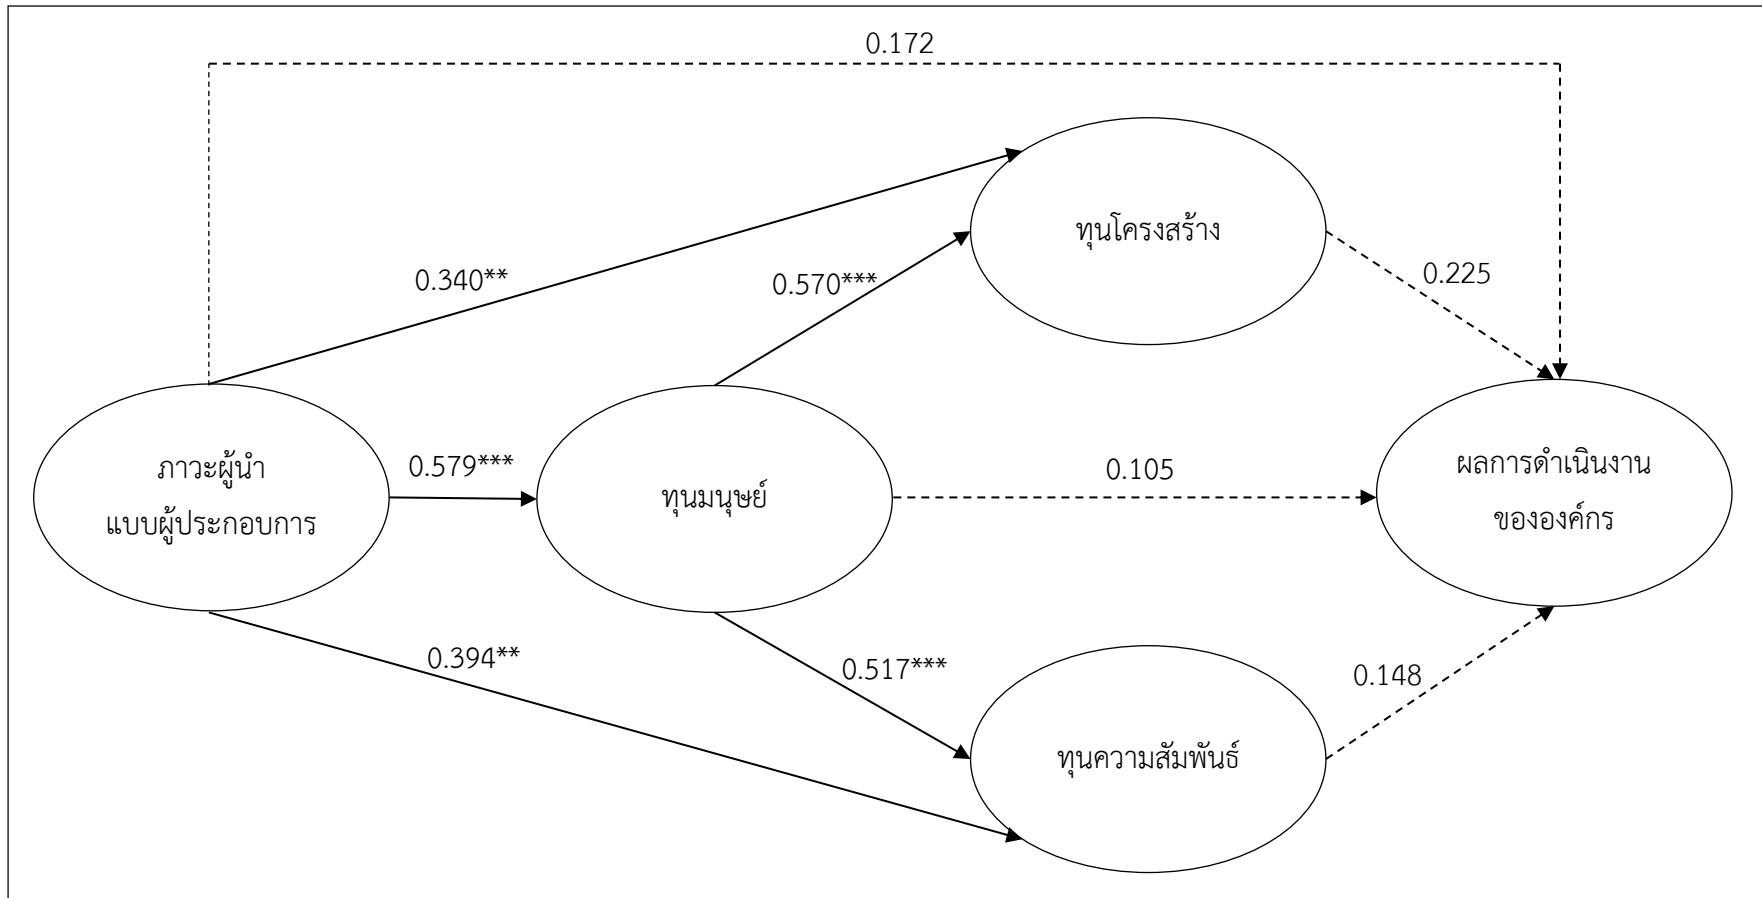 0.172
ทุนโครงสร้าง
0.340**
0.570***
0.225
ภาวะผู้นำ
แบบผู้ประกอบการ
0.579***
ทุนมนุษย์
0.105
ผลการดำเนินงาน
ขององค์กร
0.394**
0.517***
0.148
ทุนความสัมพันธ์